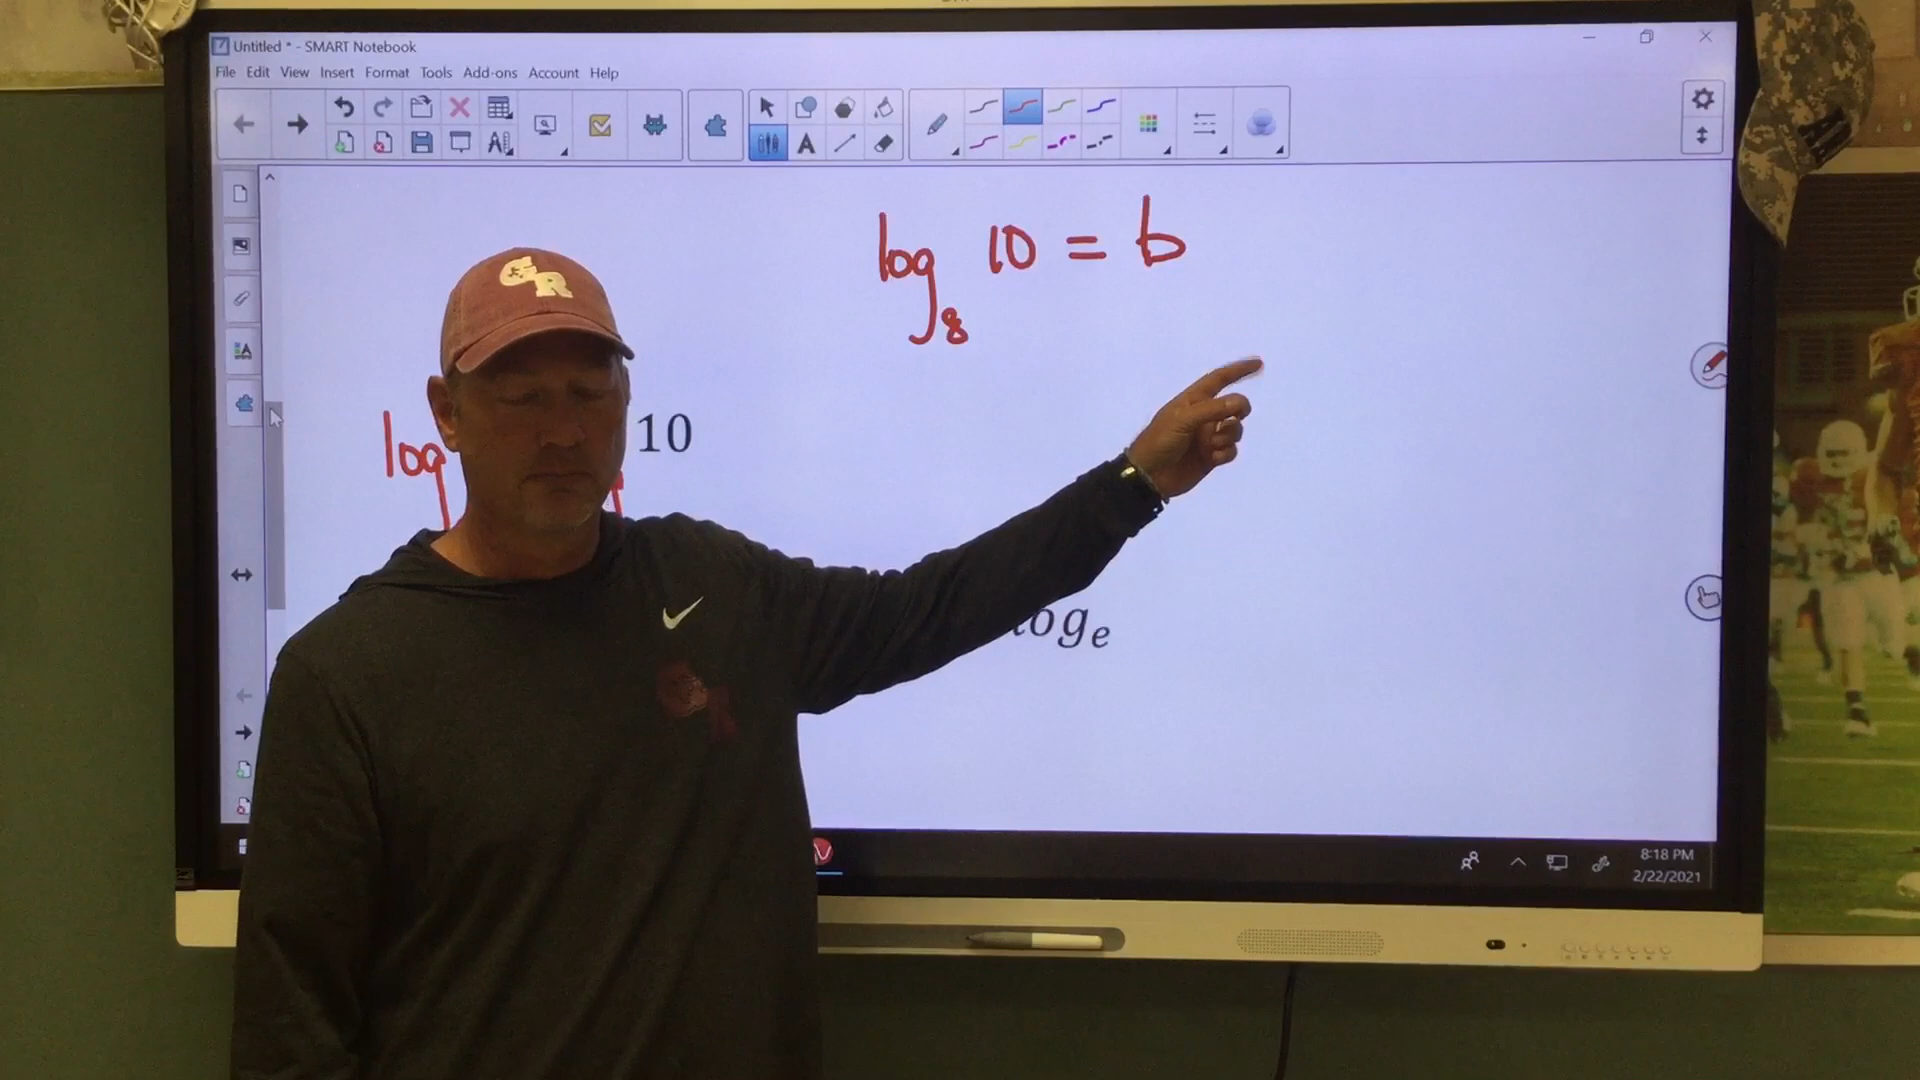 Untitled * - SMART Notebook
File Edit View Insert Format Tools Add-ons Account Help
log₈ 10 = b
log 10
logₑ
GR
8:18 PM
2/22/2021